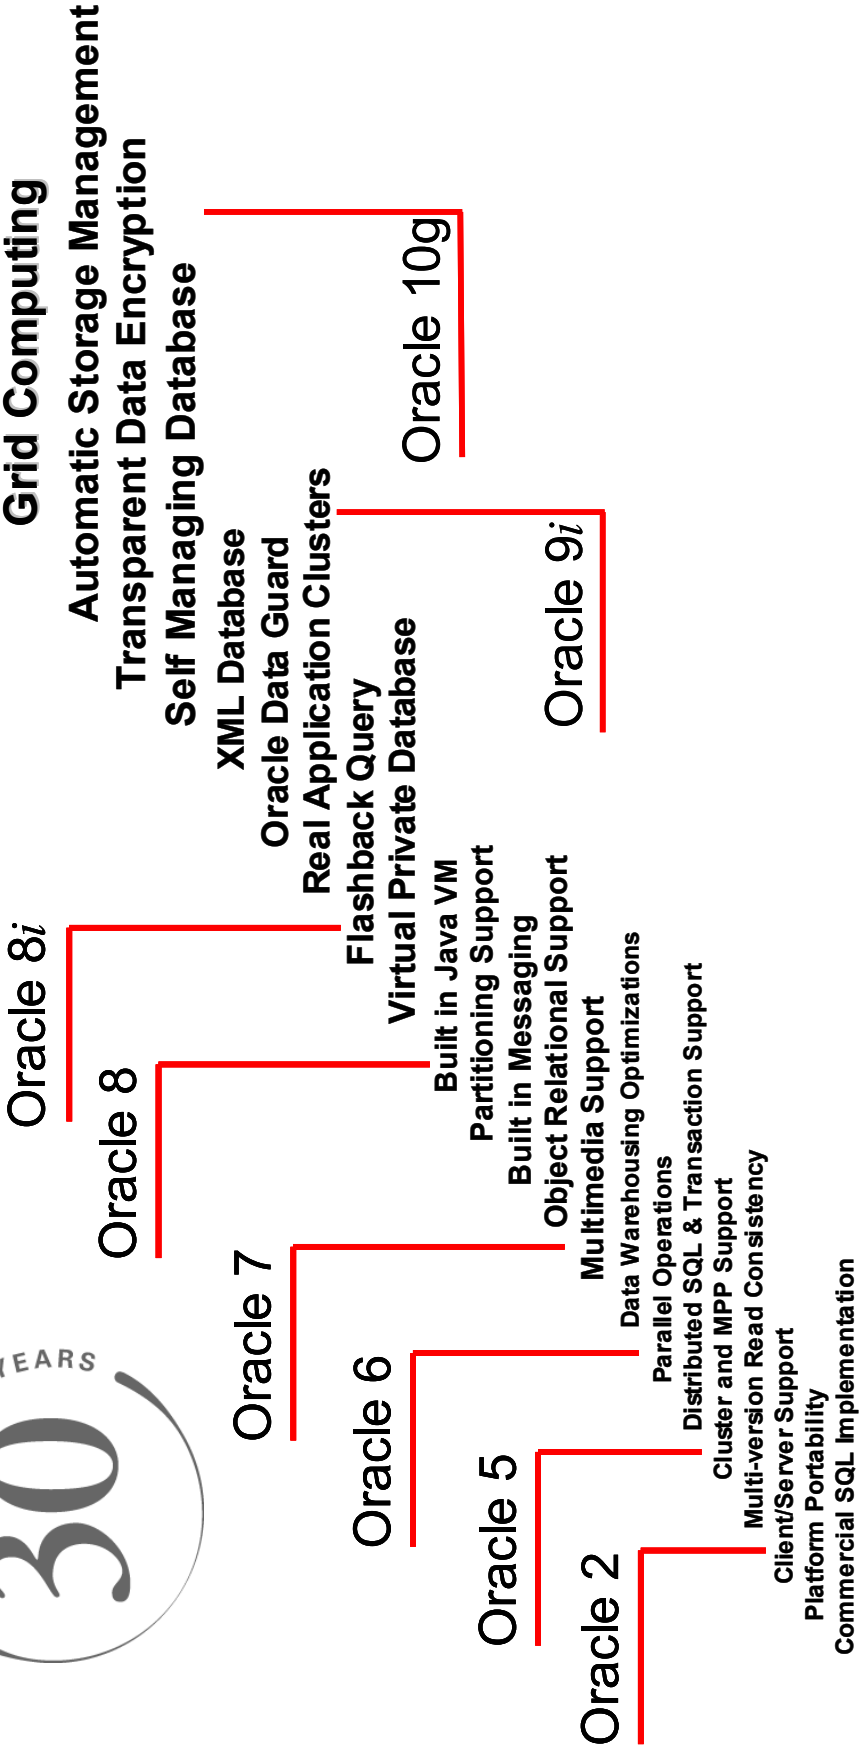 30
YEARS
Oracle 2
Oracle 5
Oracle 6
Oracle 7
Oracle 8
Oracle 8i
Grid Computing
Automatic Storage Management
Transparent Data Encryption
Self Managing Database
XML Database
Oracle Data Guard
Real Application Clusters
Flashback Query
Virtual Private Database
Built in Java VM
Partitioning Support
Built in Messaging
Object Relational Support
Multimedia Support
Data Warehousing Optimizations
Parallel Operations
Distributed SQL & Transaction Support
Cluster and MPP Support
Multi-version Read Consistency
Client/Server Support
Platform Portability
Commercial SQL Implementation
Oracle 9i
Oracle 10g